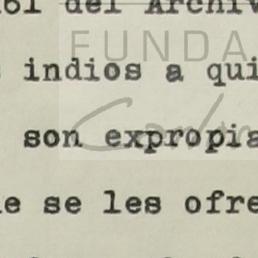 del Archiv
FUNDA
indios a qui
son expropia
e se les ofre